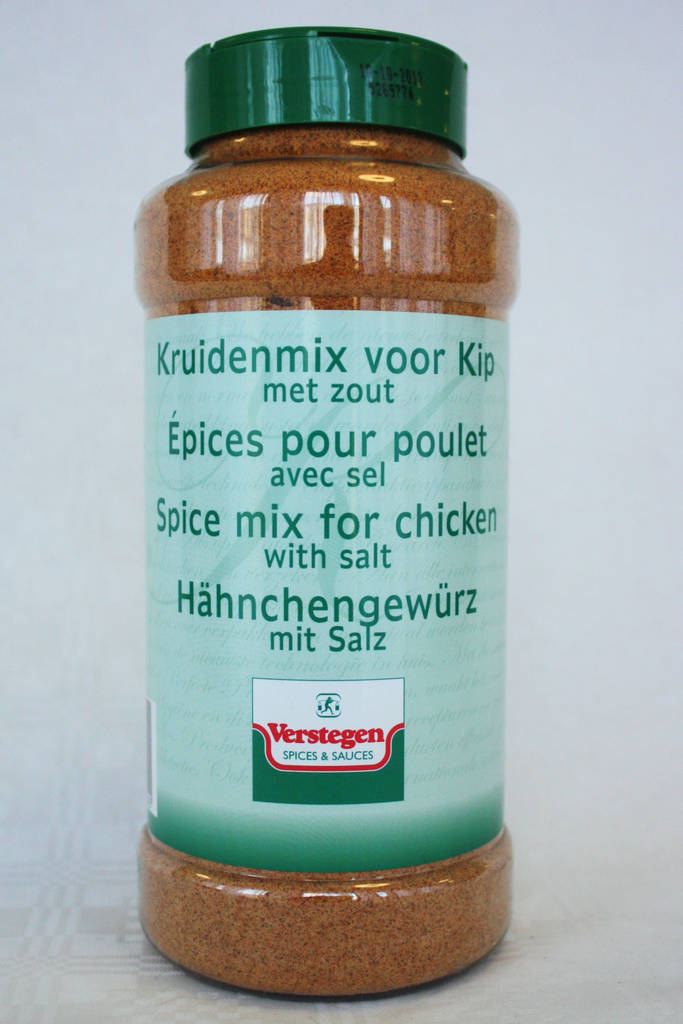 Kruidenmix voor Kip
met zout
Épices pour poulet
avec sel
Spice mix for chicken
with salt
Hähnchengewürz
mit Salz
Verstegen
SPICES & SAUCES